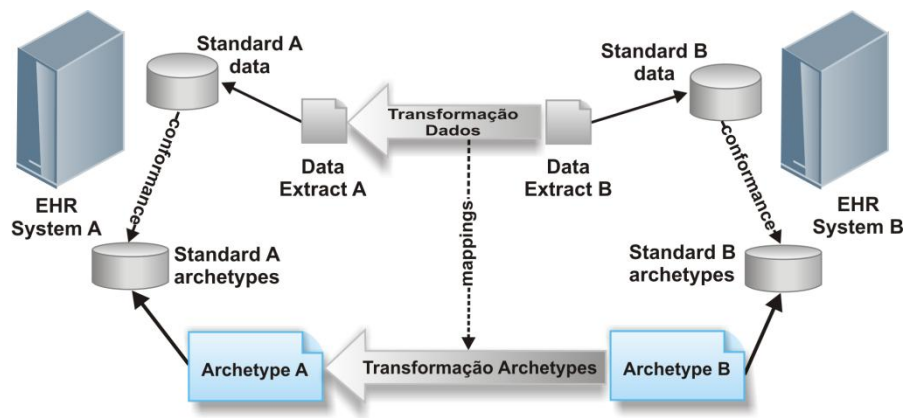 Standard A
data
Standard B
data
Transformação
Dados
Data
Extract A
Data
Extract B
conformance
conformance
EHR
System A
EHR
System B
mappings
Standard A
archetypes
Standard B
archetypes
Archetype A
Transformação Archetypes
Archetype B